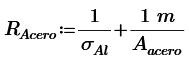 R_Acero := 1/σ_Al + 1 m/A_acero